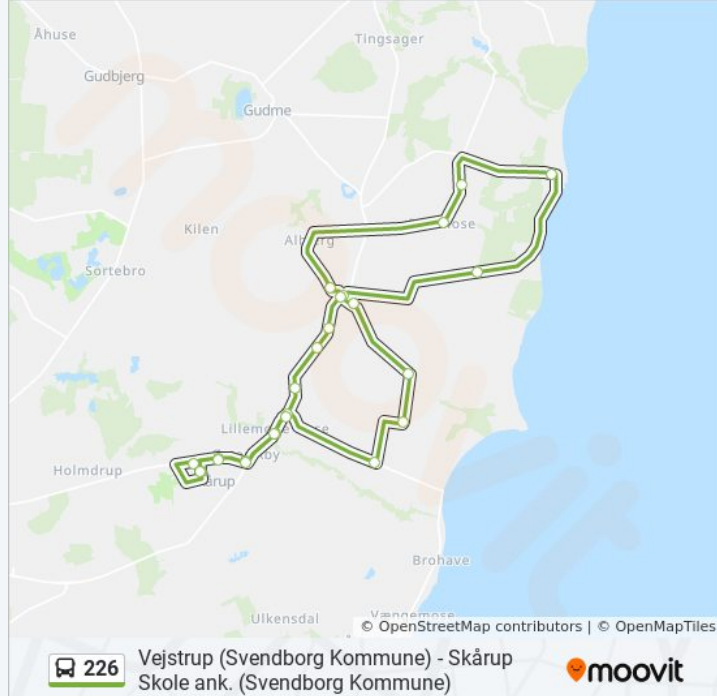 Åhuse
Tingsager
Gudbjerg
Gudme
Kilen
Sortebro
Holmdrup
Brohave
Ulkensdal
Vængemose
© OpenStreetMap contributors | © OpenMapTiles
226
Vejstrup (Svendborg Kommune) - Skårup
Skole ank. (Svendborg Kommune)
moovit